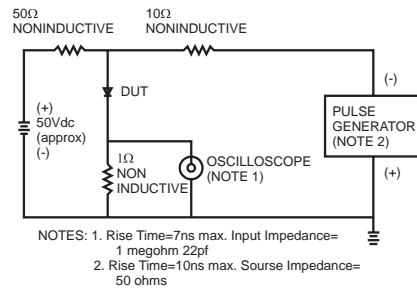 50Ω
NONINDUCTIVE
10Ω
NONINDUCTIVE
(+)
50Vdc
(approx)
(-)
DUT
1Ω
NON
INDUCTIVE
OSCILLOSCOPE
(NOTE 1)
(-)
PULSE
GENERATOR
(NOTE 2)
(+)
NOTES: 1. Rise Time=7ns max. Input Impedance=
1 megohm 22pf
2. Rise Time=10ns max. Sourse Impedance=
50 ohms